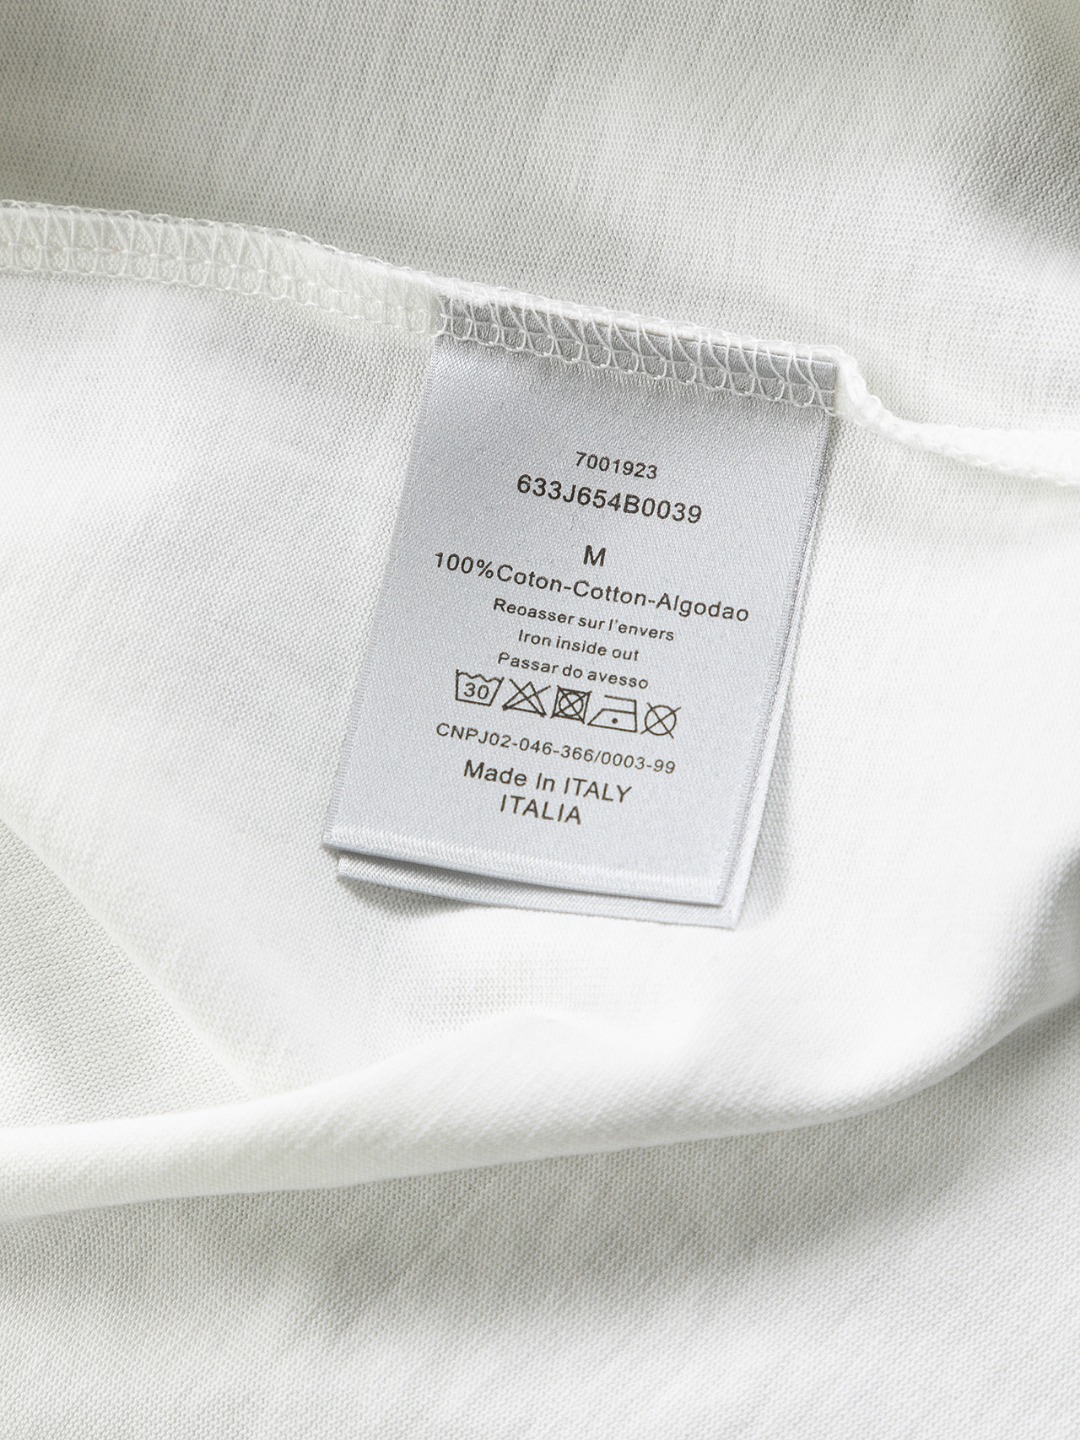 7001923
633J654B0039
M
100%Coton-Cotton-Algodao
Reoasser sur l'envers
Iron inside out
Passar do avesso
30
CNPJ02-046-366/0003-99
Made In ITALY
ITALIA